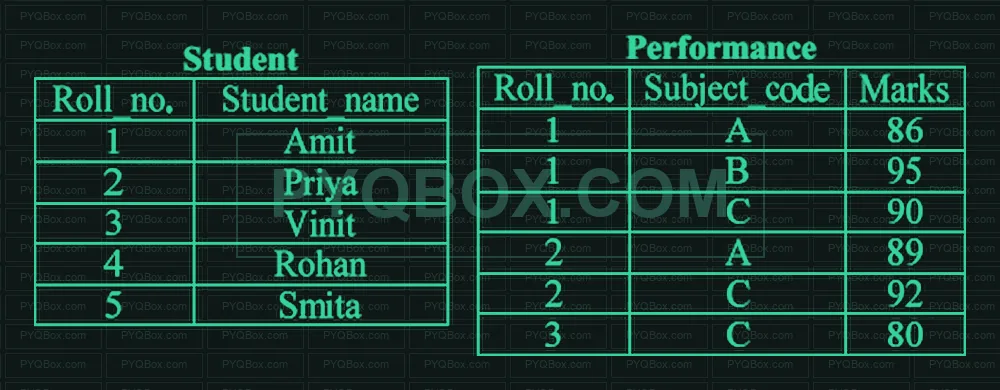 Student
Roll_no. Student_name
1 Amit
2 Priya
3 Vinit
4 Rohan
5 Smita
Performance
Roll_no. Subject_code Marks
1 A 86
1 B 95
1 C 90
2 A 89
2 C 92
3 C 80
PYQBOX.COM